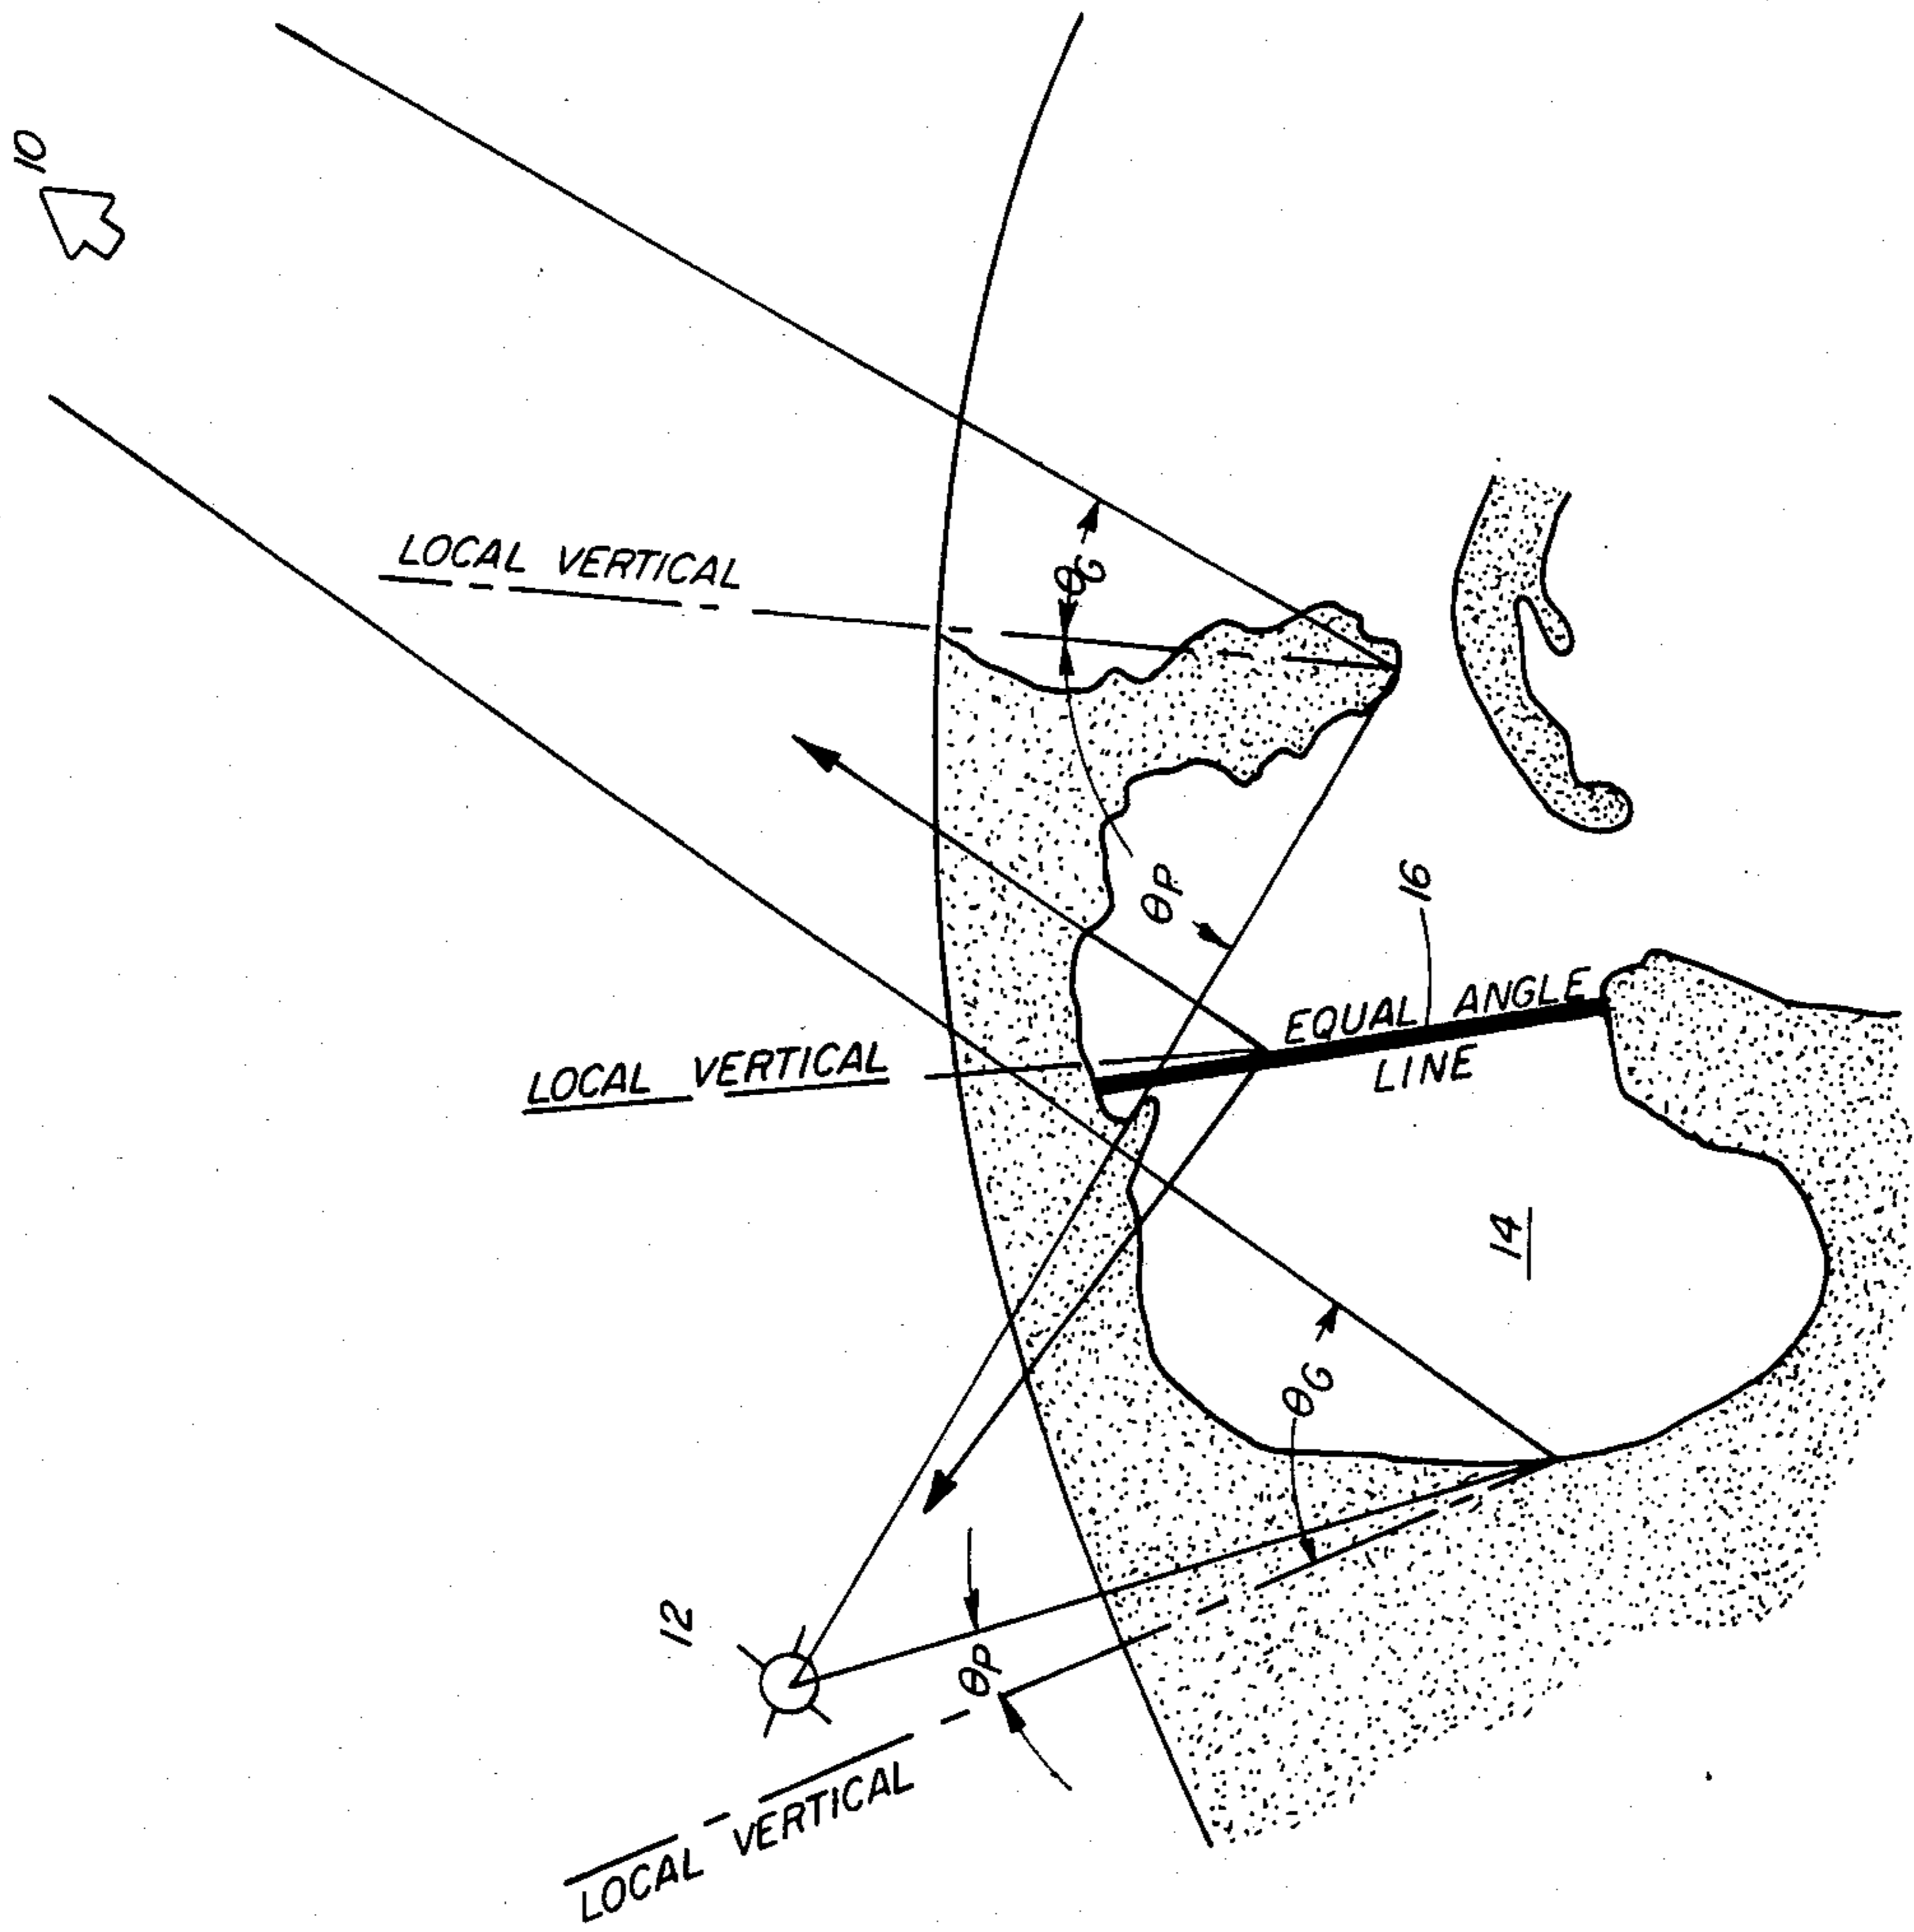 10
LOCAL VERTICAL
θG
θP
16
EQUAL ANGLE
LINE
LOCAL VERTICAL
14
θG
12
θP
LOCAL VERTICAL